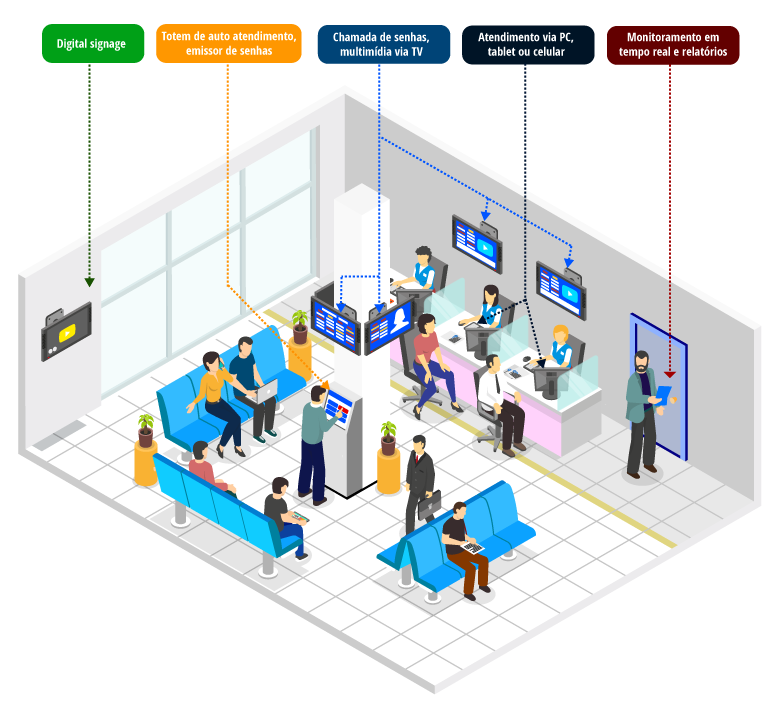 Digital signage
Totem de auto atendimento,
emissor de senhas
Chamada de senhas,
multimídia via TV
Atendimento via PC,
tablet ou celular
Monitoramento em
tempo real e relatórios